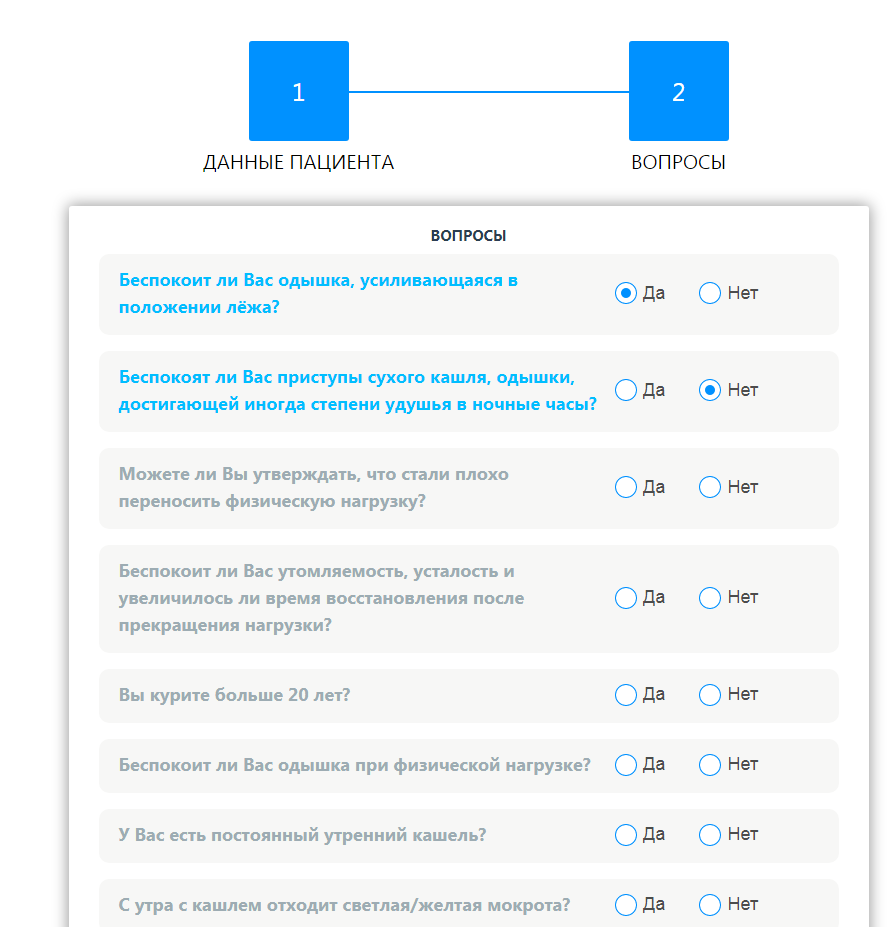 1
2
ДАННЫЕ ПАЦИЕНТА
ВОПРОСЫ
ВОПРОСЫ
Беспокоит ли Вас одышка, усиливающаяся в
положении лёжа?
Да
Нет
Беспокоят ли Вас приступы сухого кашля, одышки,
достигающей иногда степени удушья в ночные часы?
Да
Нет
Можете ли Вы утверждать, что стали плохо
переносить физическую нагрузку?
Да
Нет
Беспокоит ли Вас утомляемость, усталость и
увеличилось ли время восстановления после
прекращения нагрузки?
Да
Нет
Вы курите больше 20 лет?
Да
Нет
Беспокоит ли Вас одышка при физической нагрузке?
Да
Нет
У Вас есть постоянный утренний кашель?
Да
Нет
С утра с кашлем отходит светлая/желтая мокрота?
Да
Нет